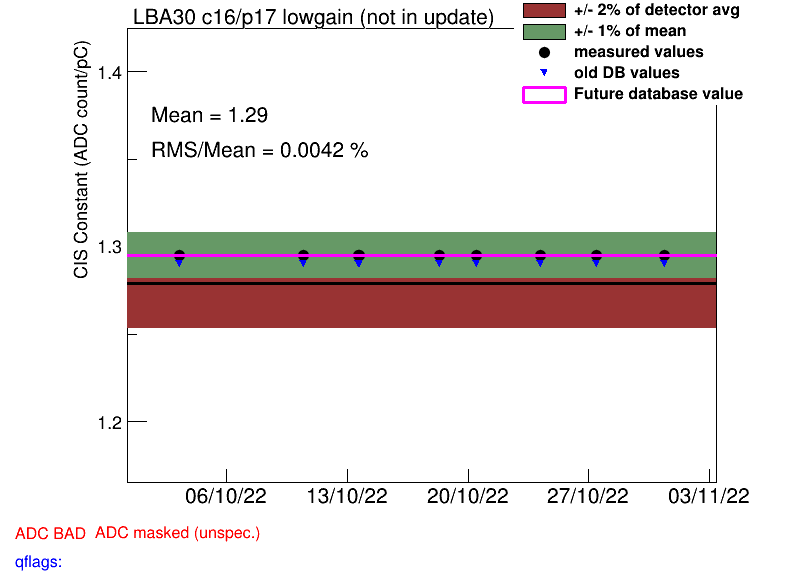 LBA30 c16/p17 lowgain (not in update)
+/- 2% of detector avg
+/- 1% of mean
measured values
old DB values
Future database value
CIS Constant (ADC count/pC)
Mean = 1.29
RMS/Mean = 0.0042 %
1.4
1.3
1.2
06/10/22 13/10/22 20/10/22 27/10/22 03/11/22
ADC BAD ADC masked (unspec.)
qflags: